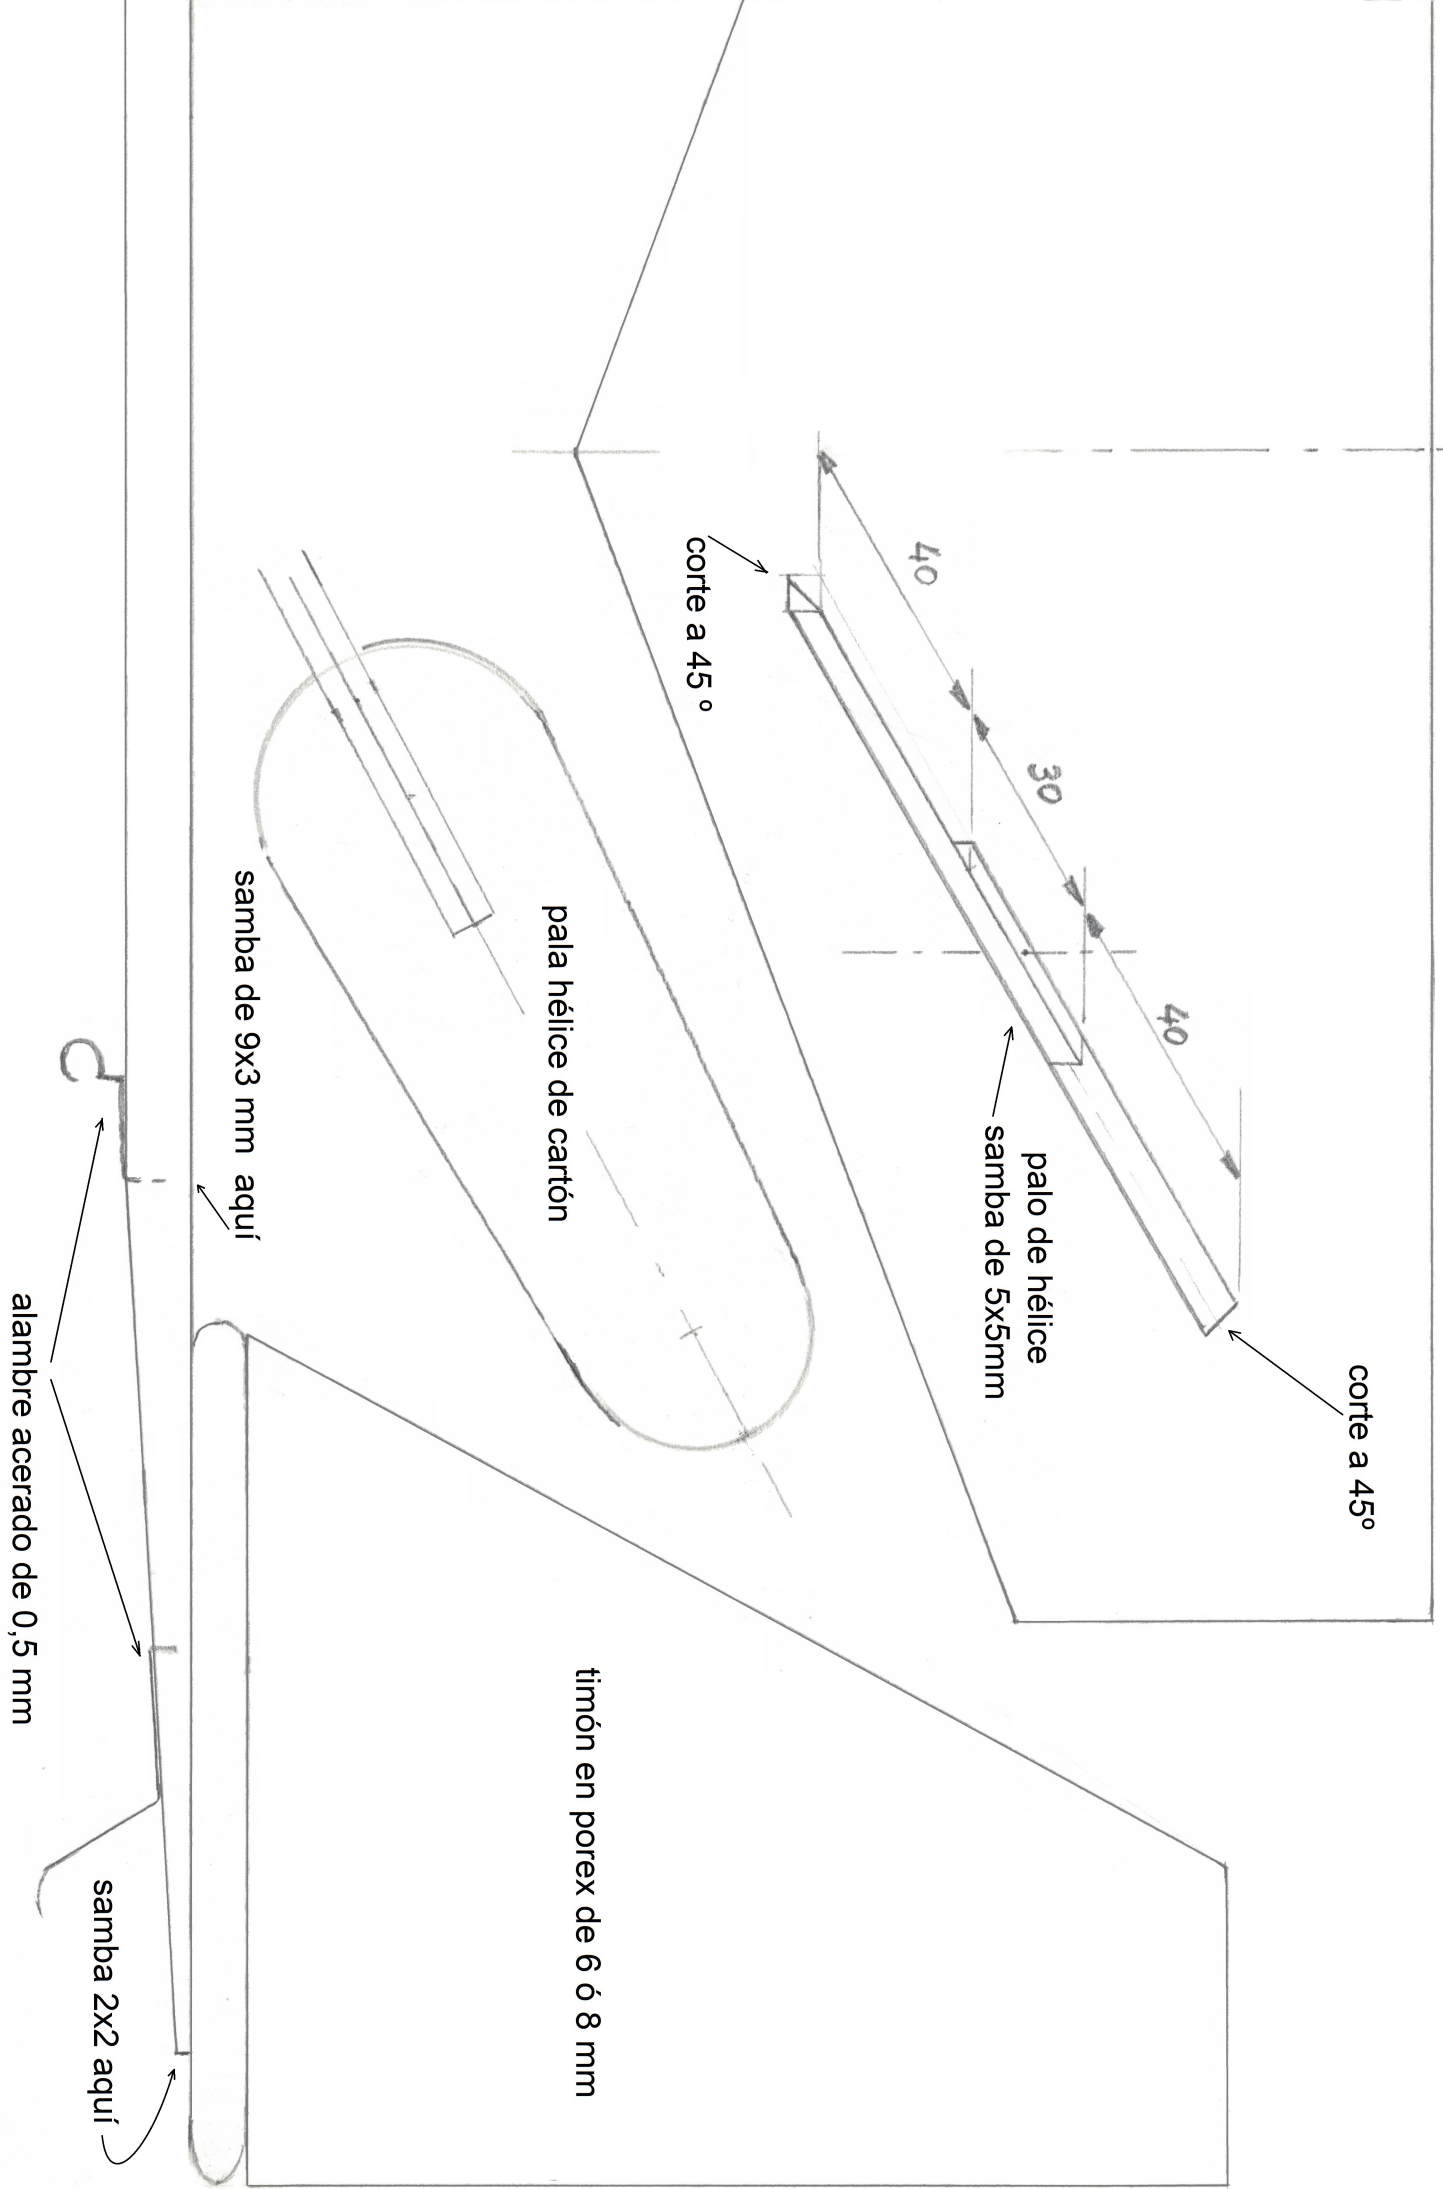 40
30
40
corte a 45º
corte a 45 º
palo de hélice
samba de 5x5mm
pala hélice de cartón
samba de 9x3 mm aquí
timón en porex de 6 ó 8 mm
samba 2x2 aquí
alambre acerado de 0,5 mm